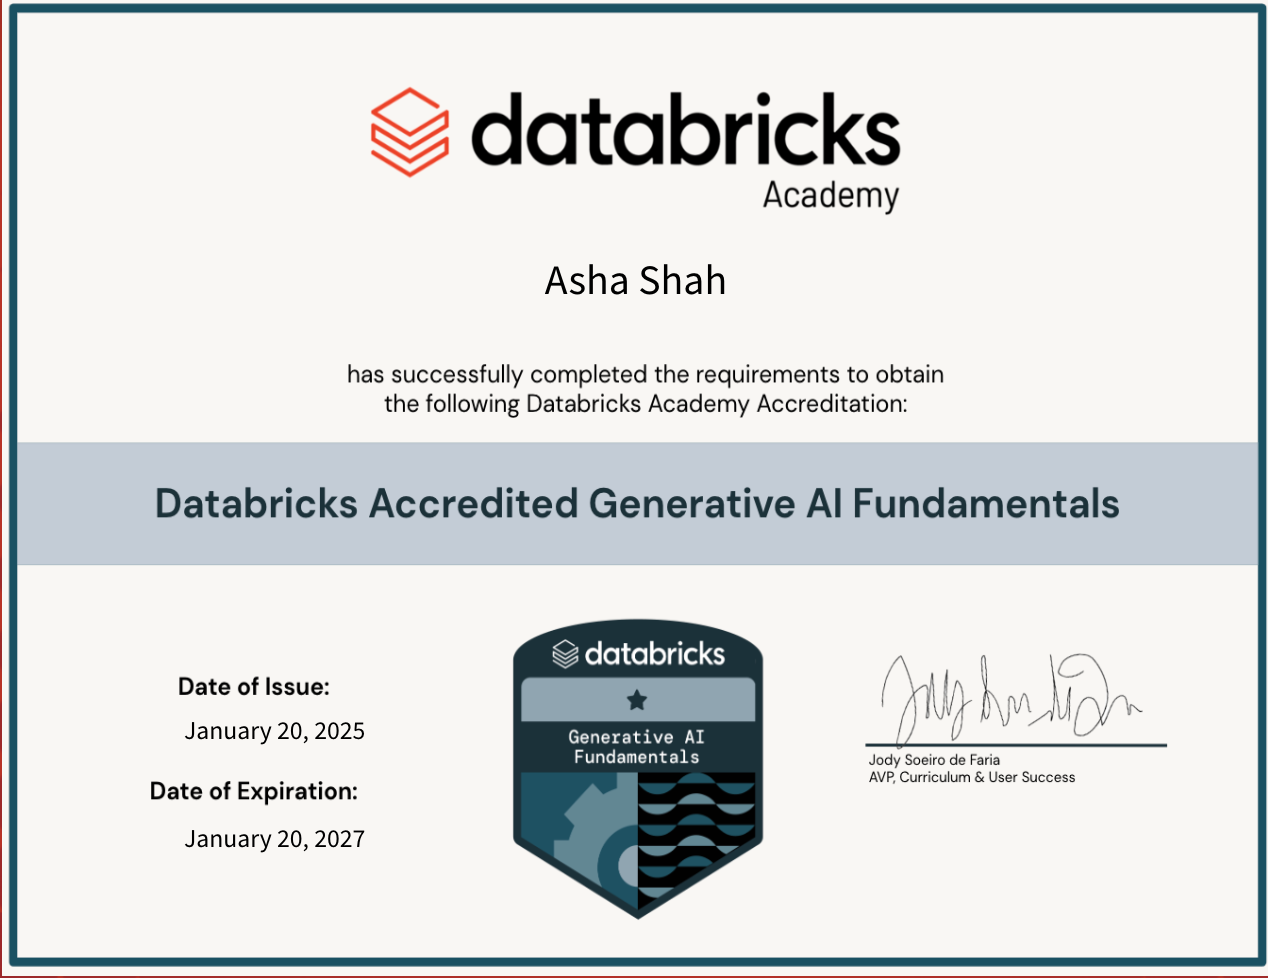 databricks
Academy
Asha Shah
has successfully completed the requirements to obtain
the following Databricks Academy Accreditation:
Databricks Accredited Generative AI Fundamentals
Date of Issue:
January 20, 2025
Date of Expiration:
January 20, 2027
databricks
Generative AI
Fundamentals
Jody Soeiro de Faria
AVP, Curriculum & User Success